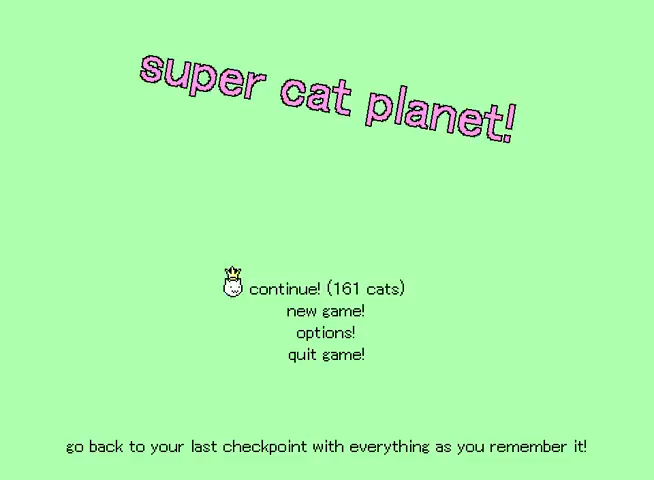 super cat planet!
continue! (161 cats)
new game!
options!
quit game!
go back to your last checkpoint with everything as you remember it!